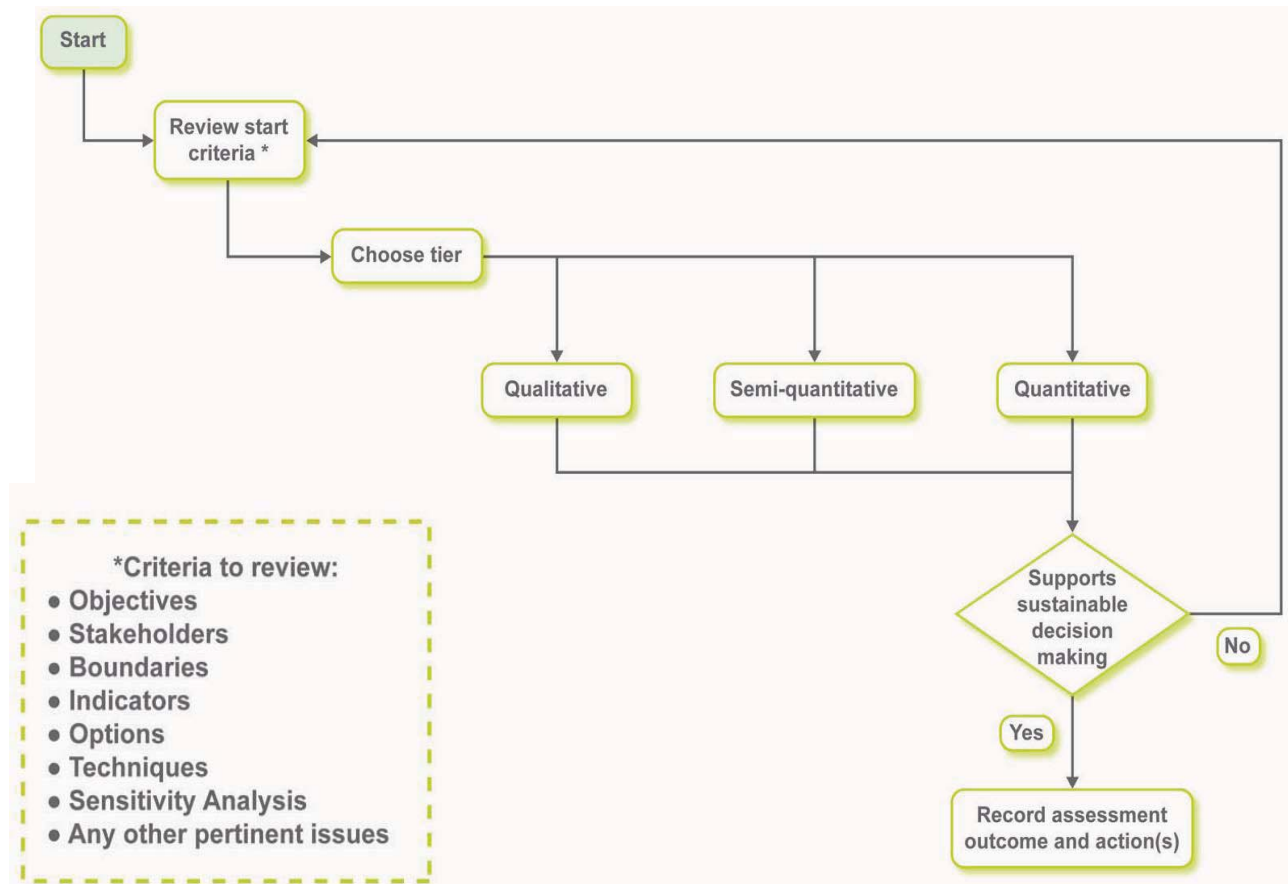 Start
Review start
criteria *
Choose tier
Qualitative
Semi-quantitative
Quantitative
Supports
sustainable
decision
making
No
Yes
Record assessment
outcome and action(s)
*Criteria to review:
● Objectives
● Stakeholders
● Boundaries
● Indicators
● Options
● Techniques
● Sensitivity Analysis
● Any other pertinent issues